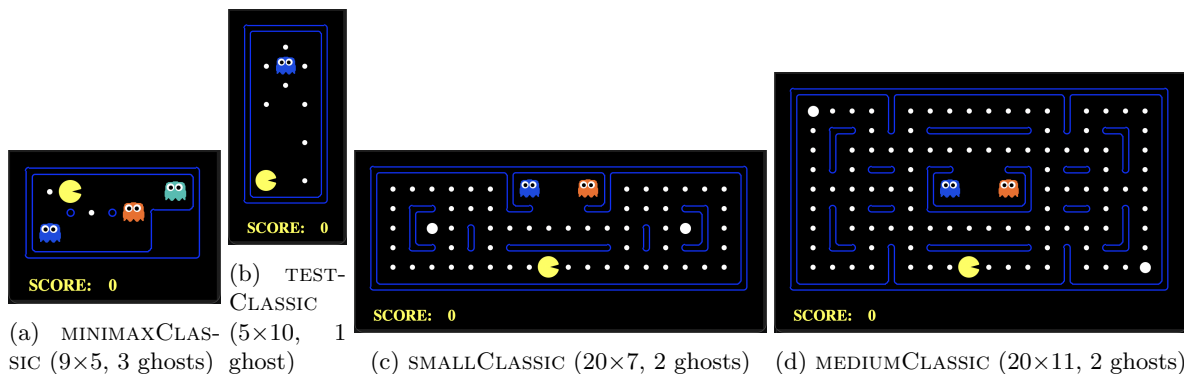 SCORE: 0
(a) MINIMAXCLAS-
SIC (9×5, 3 ghosts)
SCORE: 0
(b) TEST-
CLASSIC
(5×10, 1
ghost)
SCORE: 0
(c) SMALLCLASSIC (20×7, 2 ghosts)
SCORE: 0
(d) MEDIUMCLASSIC (20×11, 2 ghosts)